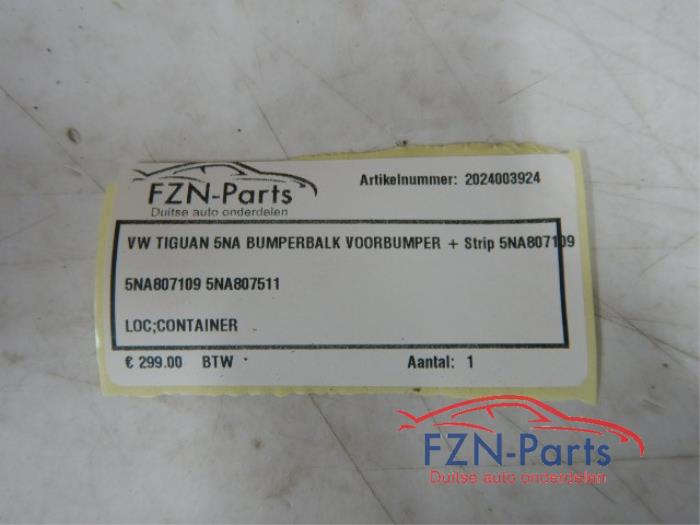 FZN-Parts
Duitse auto onderdelen
Artikelnummer: 2024003924
VW TIGUAN 5NA BUMPERBALK VOORBUMPER + Strip 5NA807109
5NA807109 5NA807511
LOC;CONTAINER
€ 299.00 BTW
Aantal: 1
FZN-Parts
Duitse auto onderdelen